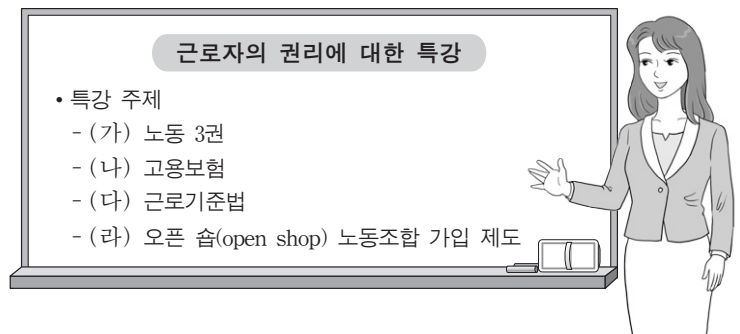 근로자의 권리에 대한 특강
• 특강 주제
- (가) 노동 3권
- (나) 고용보험
- (다) 근로기준법
- (라) 오픈 숍(open shop) 노동조합 가입 제도